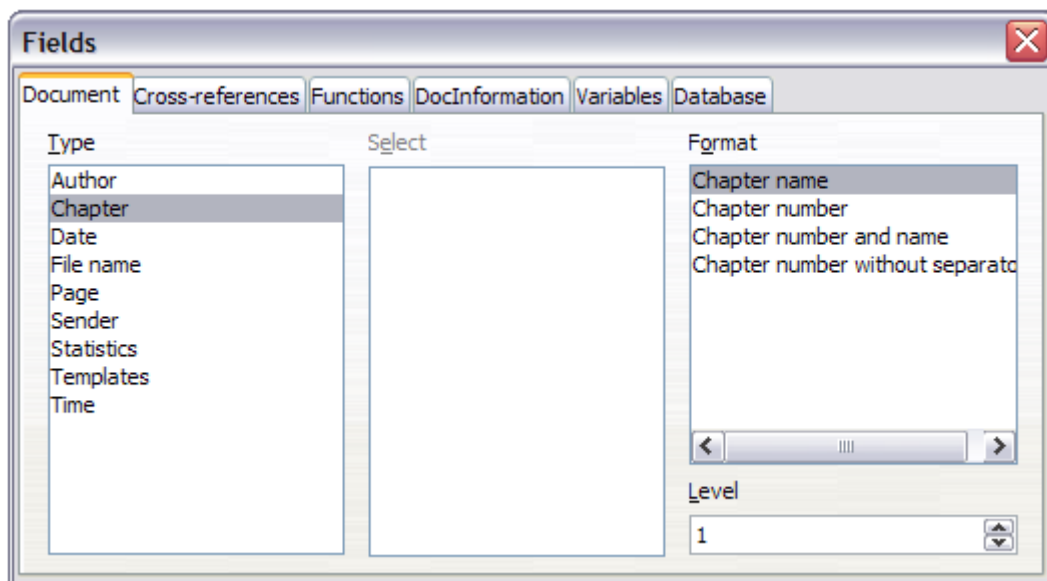 Fields
Document Cross-references Functions DocInformation Variables Database
Type
Author
Chapter
Date
File name
Page
Sender
Statistics
Templates
Time
Select
Format
Chapter name
Chapter number
Chapter number and name
Chapter number without separato
Level
1